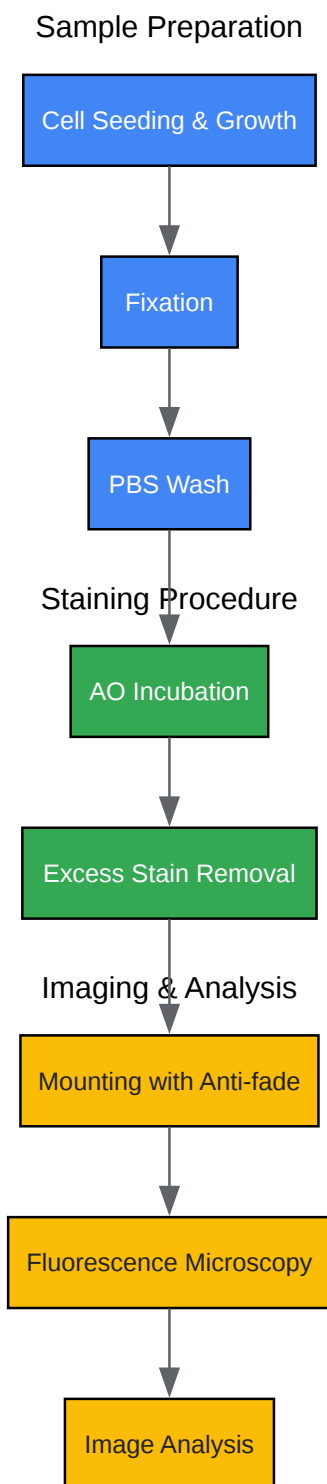 Sample Preparation
Cell Seeding & Growth
Fixation
PBS Wash
Staining Procedure
AO Incubation
Excess Stain Removal
Imaging & Analysis
Mounting with Anti-fade
Fluorescence Microscopy
Image Analysis